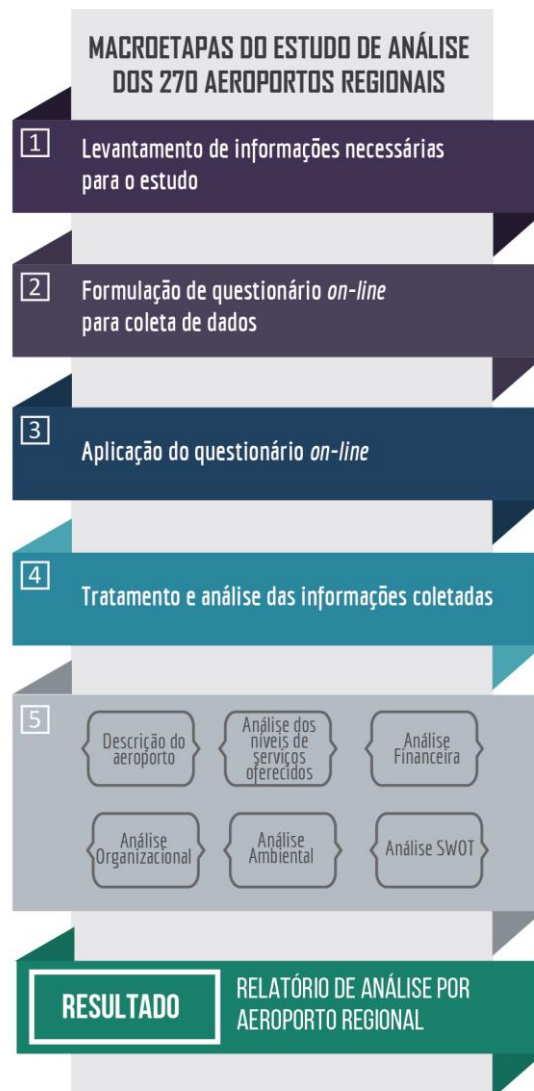 MACROETAPAS DO ESTUDO DE ANÁLISE
DOS 270 AEROPORTOS REGIONAIS
1
Levantamento de informações necessárias
para o estudo
2
Formulação de questionário on-line
para coleta de dados
3
Aplicação do questionário on-line
4
Tratamento e análise das informações coletadas
5
Descrição do
aeroporto
Análise dos
níveis de
serviços
oferecidos
Análise
Financeira
Análise
Organizacional
Análise
Ambiental
Análise SWOT
RESULTADO
RELATÓRIO DE ANÁLISE POR
AEROPORTO REGIONAL